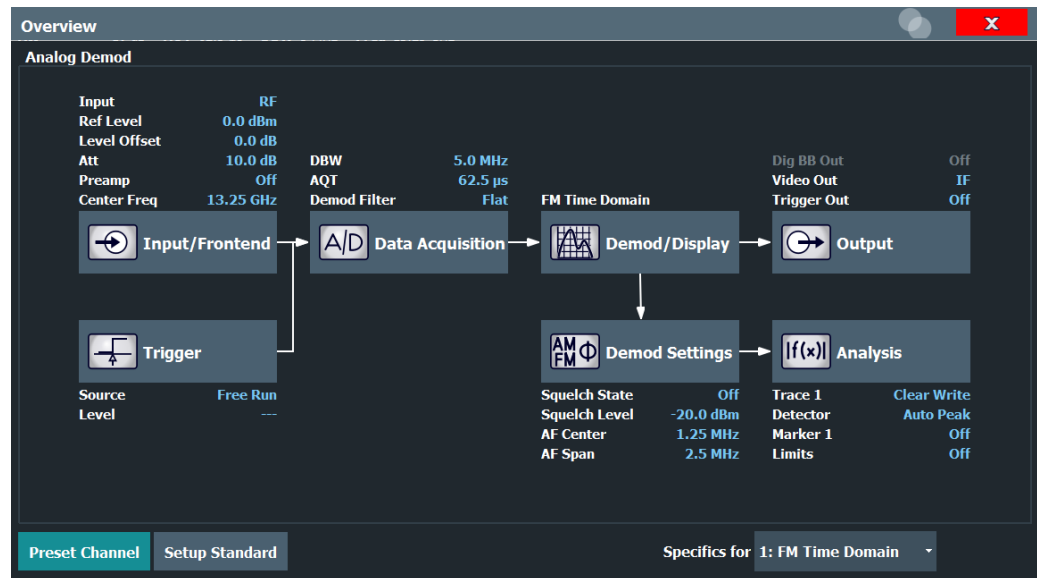 Overview
X
Analog Demod
Input RF
Ref Level 0.0 dBm
Level Offset 0.0 dB
Att 10.0 dB
Preamp Off
Center Freq 13.25 GHz
DBW 5.0 MHz
AQT 62.5 µs
Demod Filter Flat
FM Time Domain
Dig BB Out Off
Video Out IF
Trigger Out Off
Input/Frontend
A/D Data Acquisition
Demod/Display
Output
Trigger
AM FM Φ Demod Settings
|f(x)| Analysis
Source Free Run
Level ---
Squelch State Off
Squelch Level -20.0 dBm
AF Center 1.25 MHz
AF Span 2.5 MHz
Trace 1 Clear Write
Detector Auto Peak
Marker 1 Off
Limits Off
Preset Channel
Setup Standard
Specifics for 1: FM Time Domain